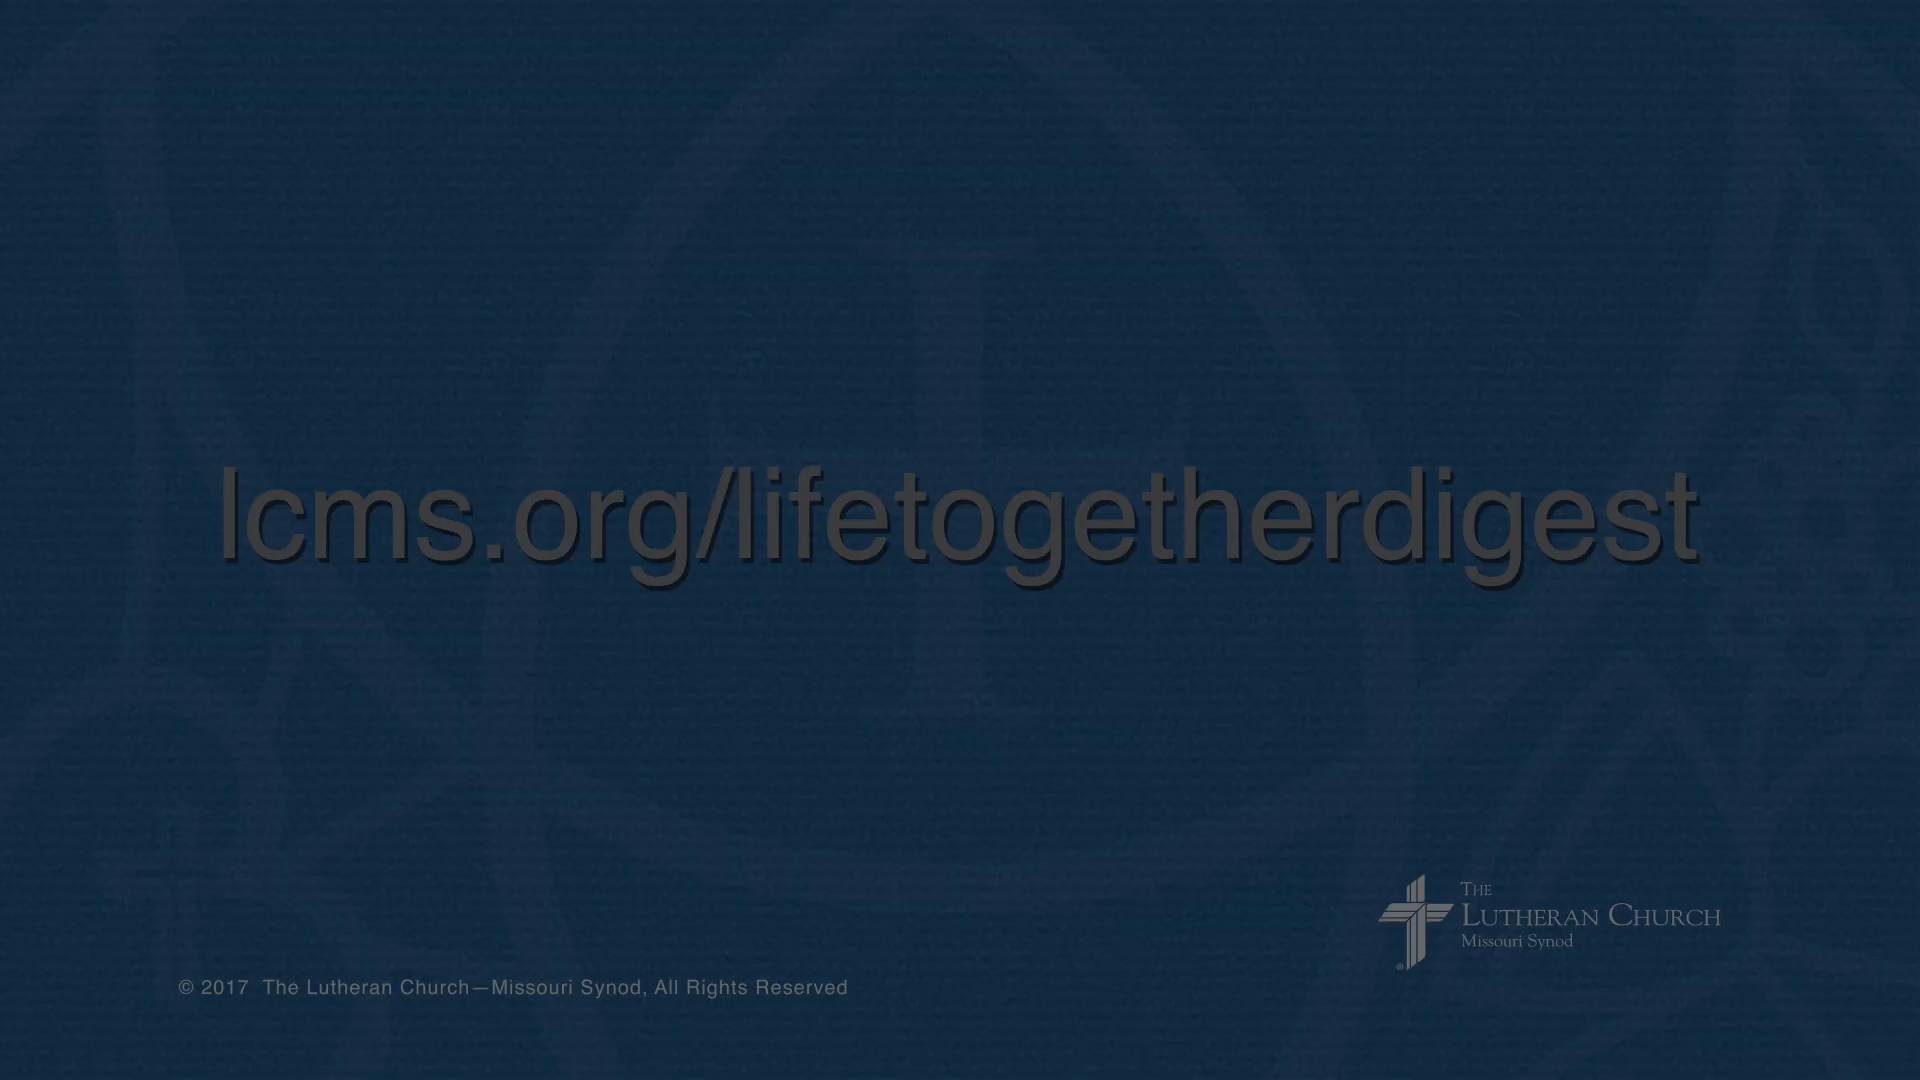 lcms.org/lifetogetherdigest
THE
LUTHERAN CHURCH
Missouri Synod
®
© 2017 The Lutheran Church—Missouri Synod, All Rights Reserved